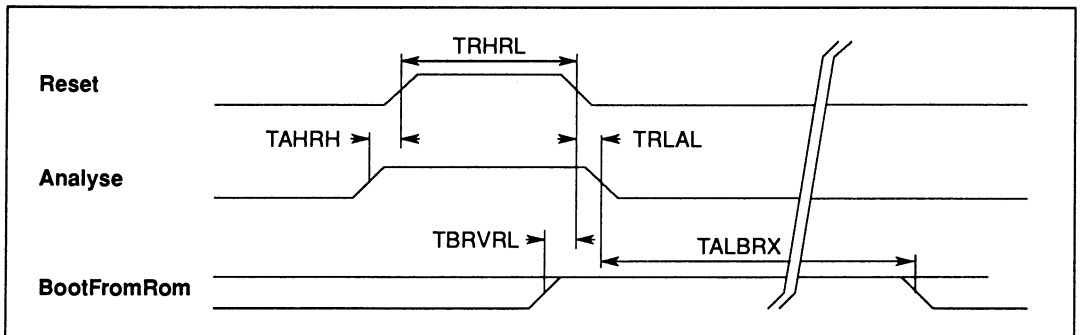 TRHRL
Reset
TAHRH
TRLAL
Analyse
TBRVRL
TALBRX
BootFromRom